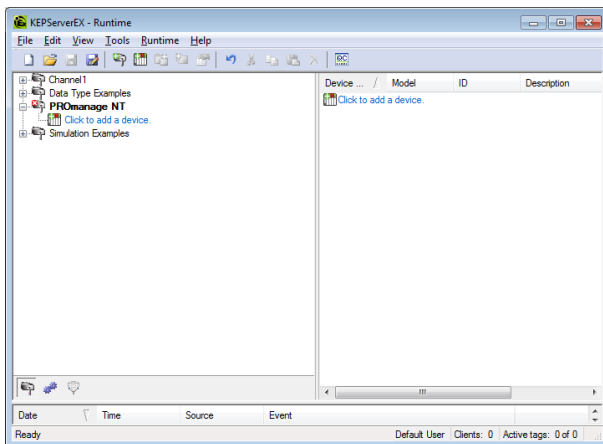 KEPServerEX - Runtime
File Edit View Tools Runtime Help
QC
Channel1
Data Type Examples
PROmanage NT
Click to add a device.
Simulation Examples
Device ... / Model ID Description
Click to add a device.
Date Time Source Event
Ready Default User Clients: 0 Active tags: 0 of 0